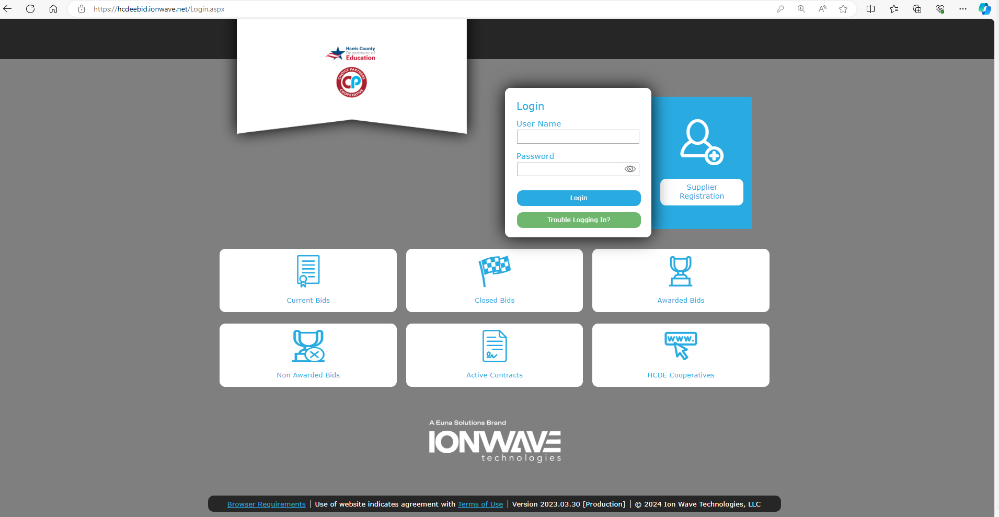 https://hcdeebid.ionwave.net/Login.aspx
Harris County
Department of
Education
CHOICE PARTNERS
CP
COOPERATIVE
Login
User Name
Password
Login
Trouble Logging In?
Supplier
Registration
Current Bids
Closed Bids
Awarded Bids
Non Awarded Bids
Active Contracts
www.
HCDE Cooperatives
A Euna Solutions Brand
IONWAVE
technologies
Browser Requirements | Use of website indicates agreement with Terms of Use | Version 2023.03.30 [Production] | © 2024 Ion Wave Technologies, LLC